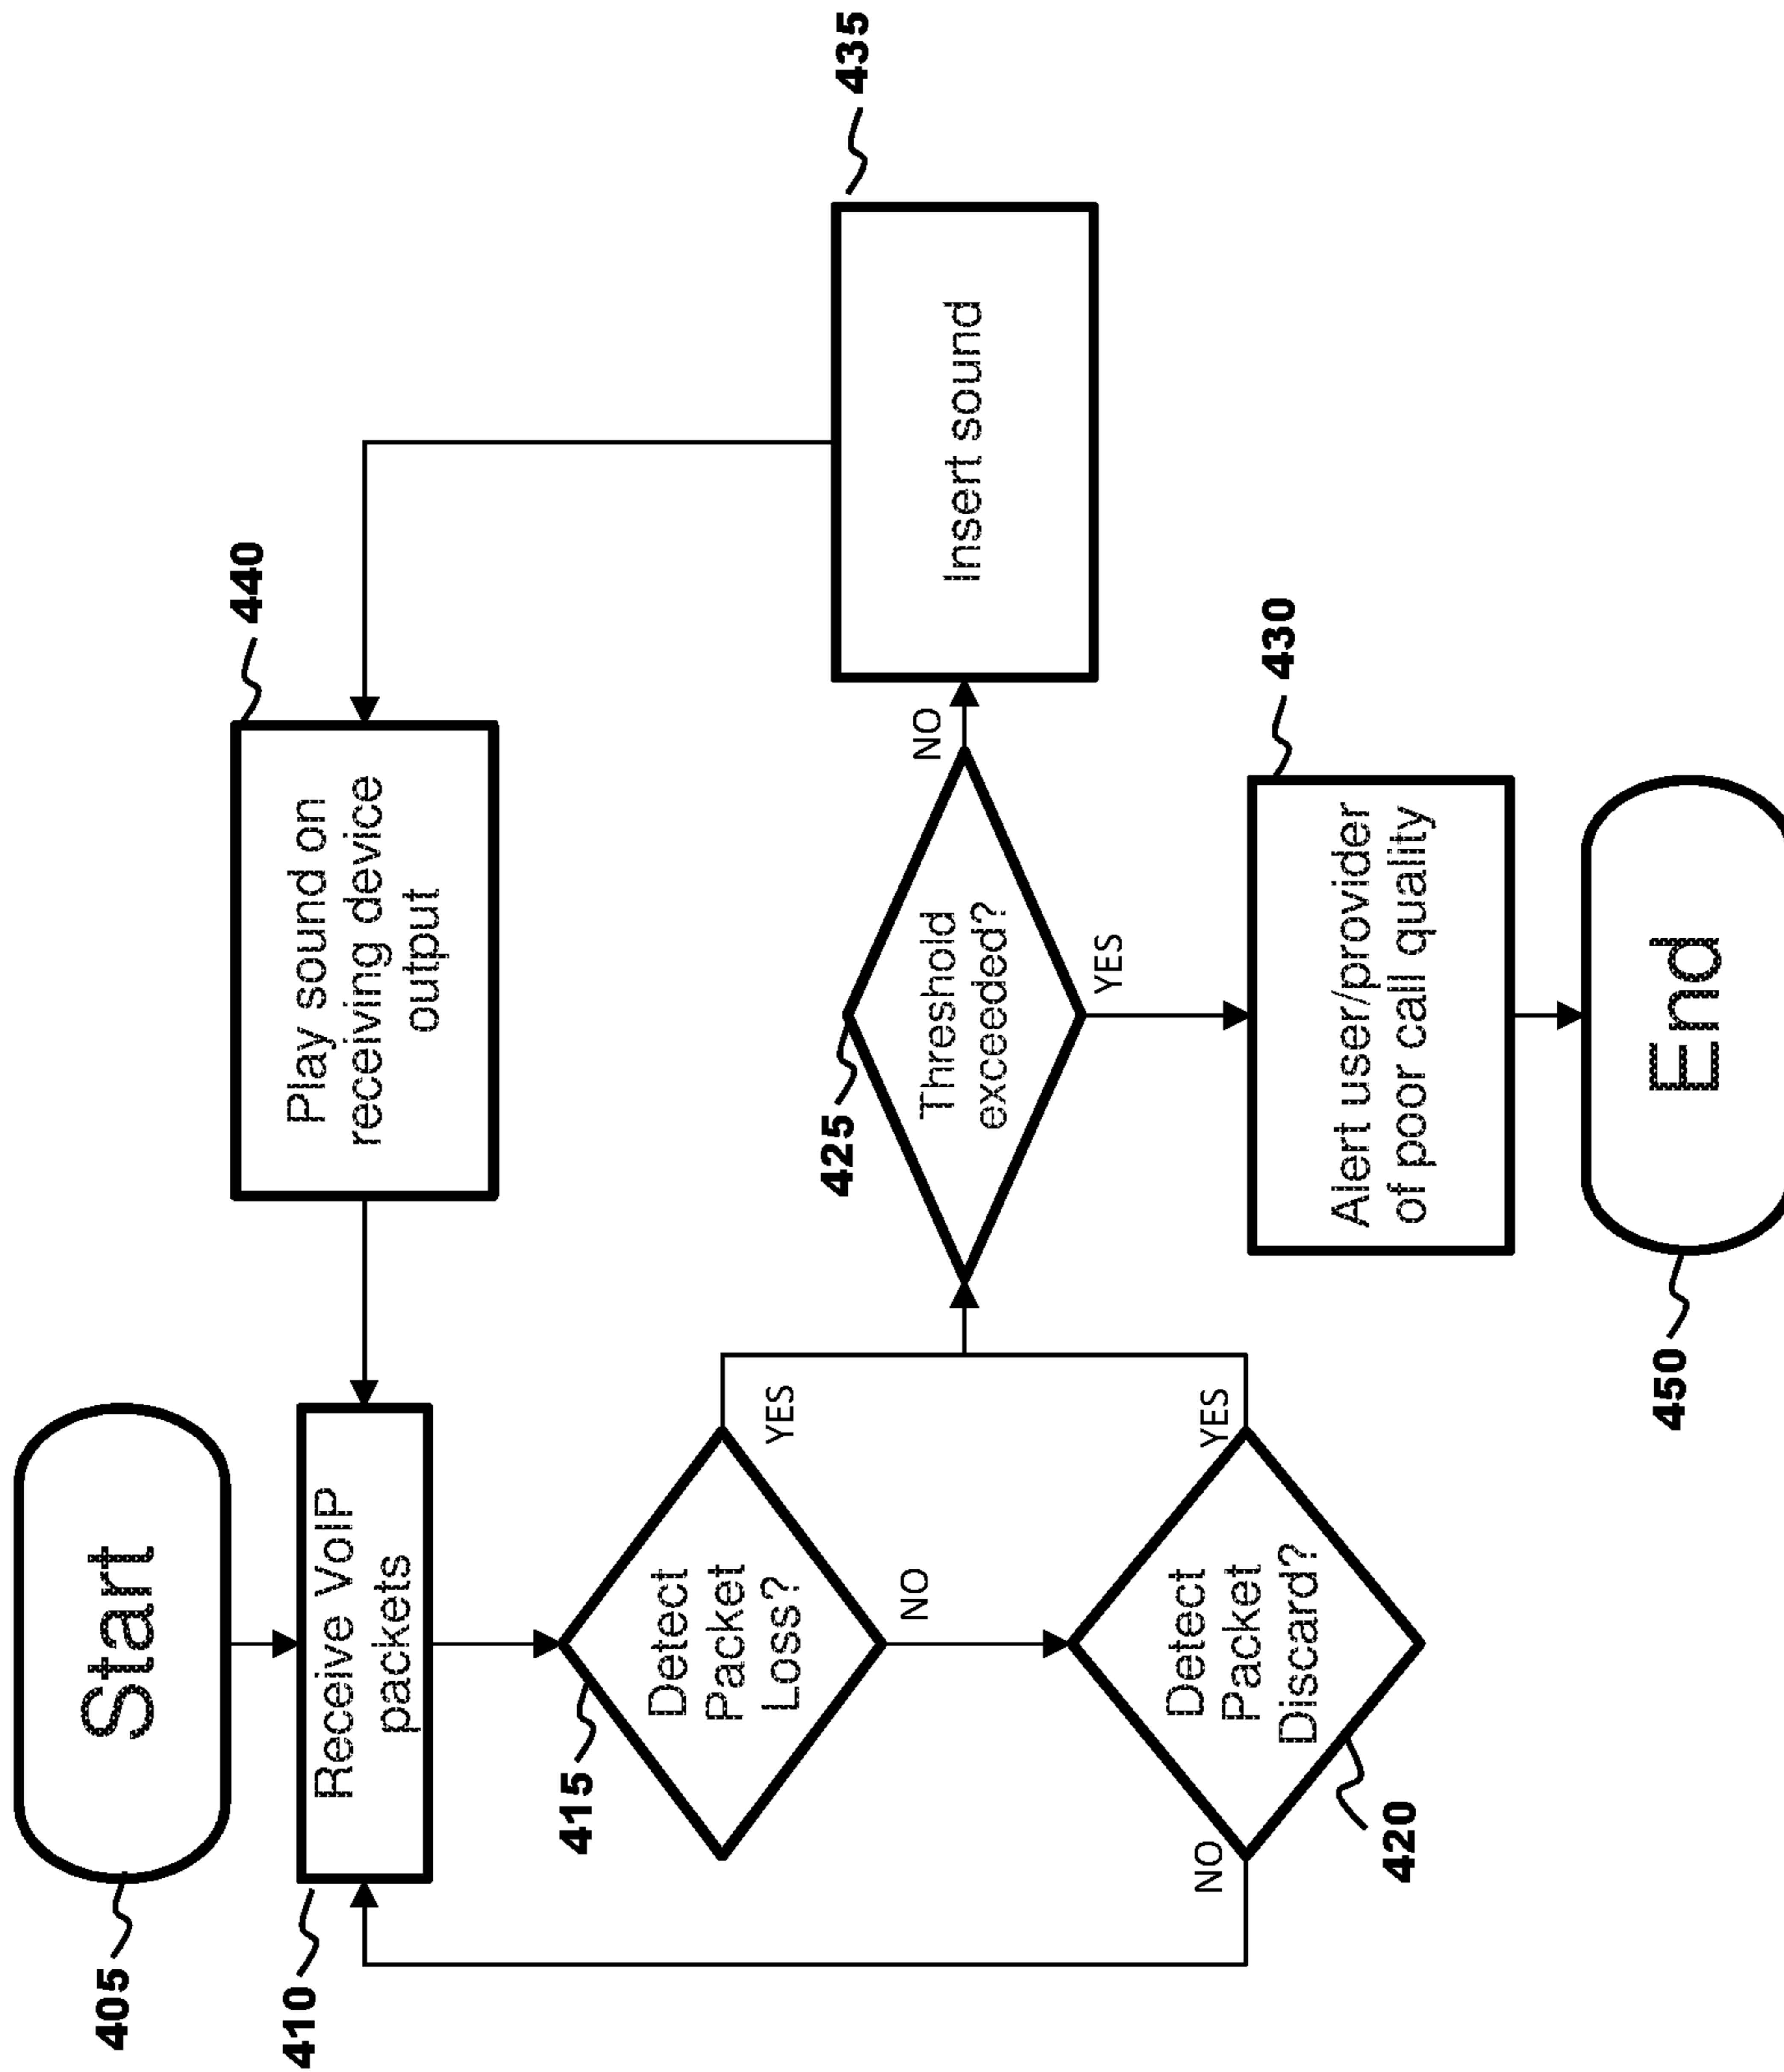 405
Start
410
Receive VoIP
packets
440
Play sound on
receiving device
output
415
Detect
Packet
Loss?
YES
NO
420
Detect
Packet
Discard?
YES
NO
425
Threshold
exceeded?
NO
YES
435
Insert sound
430
Alert user/provider
of poor call quality
450
End